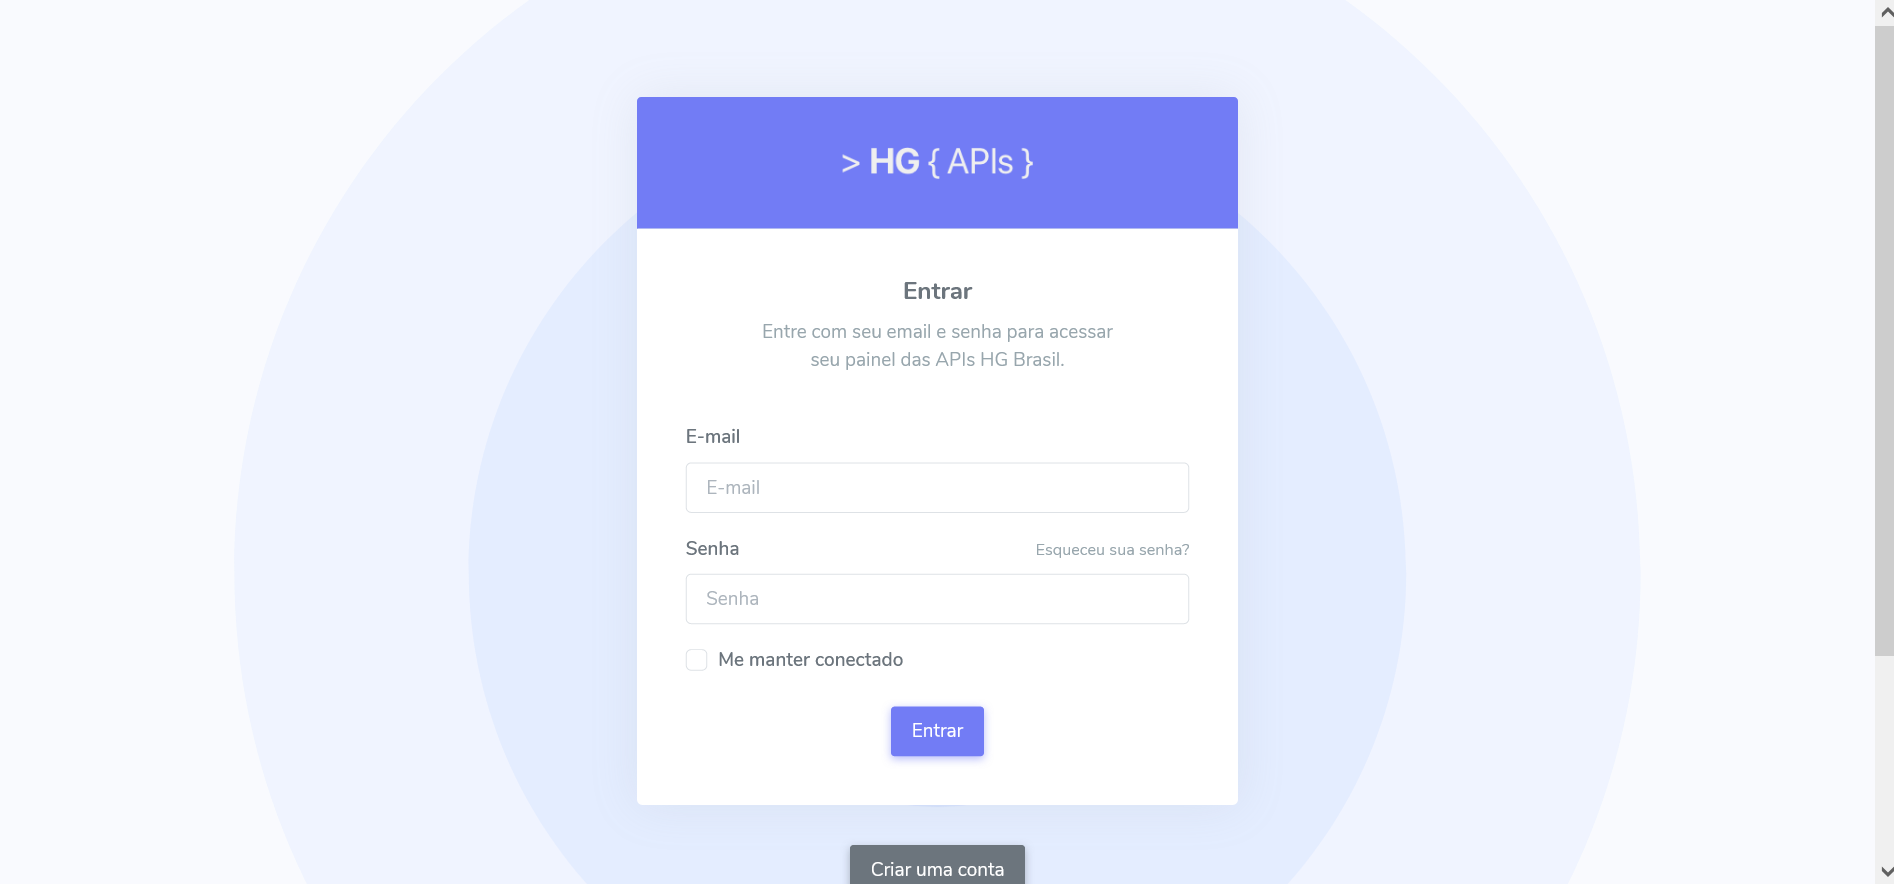 > HG { APIs }
Entrar
Entre com seu email e senha para acessar
seu painel das APIs HG Brasil.
E-mail
E-mail
Senha
Esqueceu sua senha?
Senha
Me manter conectado
Entrar
Criar uma conta